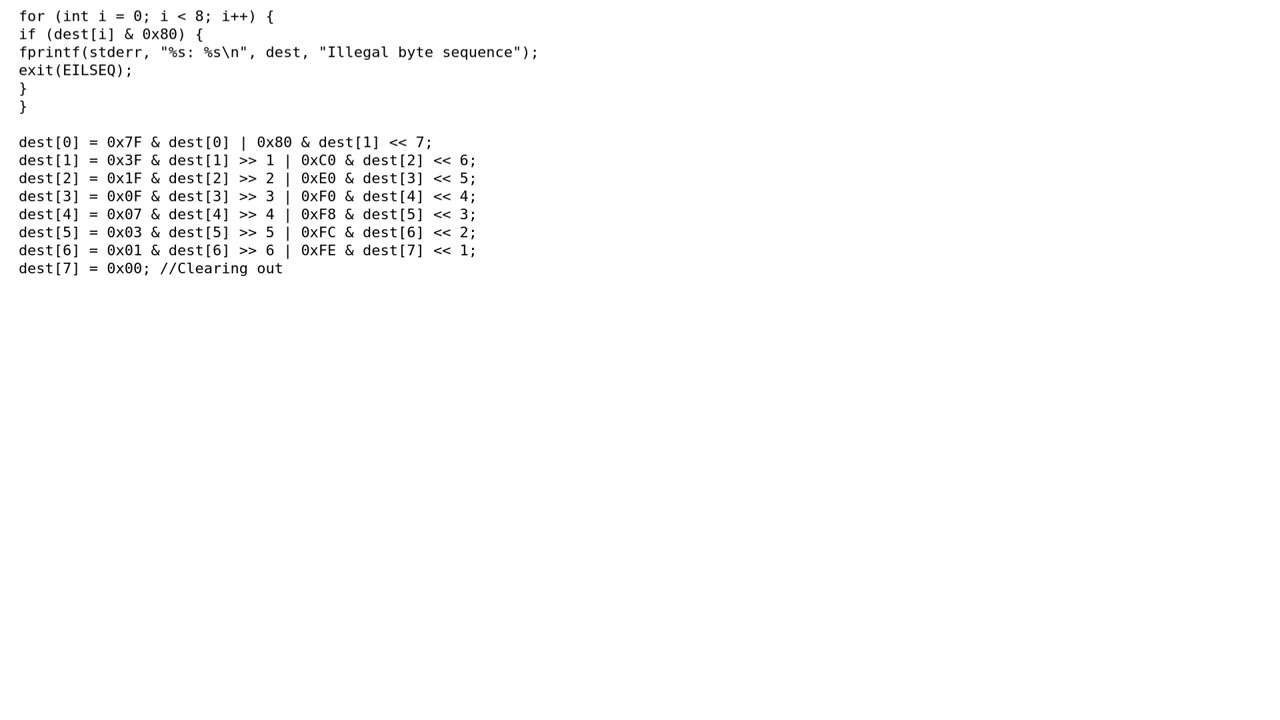 for (int i = 0; i < 8; i++) {
if (dest[i] & 0x80) {
fprintf(stderr, "%s: %s\n", dest, "Illegal byte sequence");
exit(EILSEQ);
}
}

dest[0] = 0x7F & dest[0] | 0x80 & dest[1] << 7;
dest[1] = 0x3F & dest[1] >> 1 | 0xC0 & dest[2] << 6;
dest[2] = 0x1F & dest[2] >> 2 | 0xE0 & dest[3] << 5;
dest[3] = 0x0F & dest[3] >> 3 | 0xF0 & dest[4] << 4;
dest[4] = 0x07 & dest[4] >> 4 | 0xF8 & dest[5] << 3;
dest[5] = 0x03 & dest[5] >> 5 | 0xFC & dest[6] << 2;
dest[6] = 0x01 & dest[6] >> 6 | 0xFE & dest[7] << 1;
dest[7] = 0x00; //Clearing out